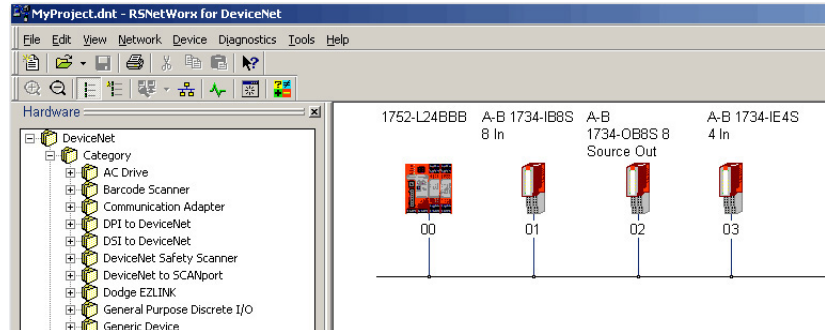 MyProject.dnt - RSNetWorx for DeviceNet
File Edit View Network Device Diagnostics Tools Help
Hardware
DeviceNet
Category
AC Drive
Barcode Scanner
Communication Adapter
DPI to DeviceNet
DSI to DeviceNet
DeviceNet Safety Scanner
DeviceNet to SCANport
Dodge EZLINK
General Purpose Discrete I/O
Generic Device
1752-L24BBB
A-B 1734-IB8S
8 In
A-B
1734-OB8S 8
Source Out
A-B 1734-IE4S
4 In
00
01
02
03